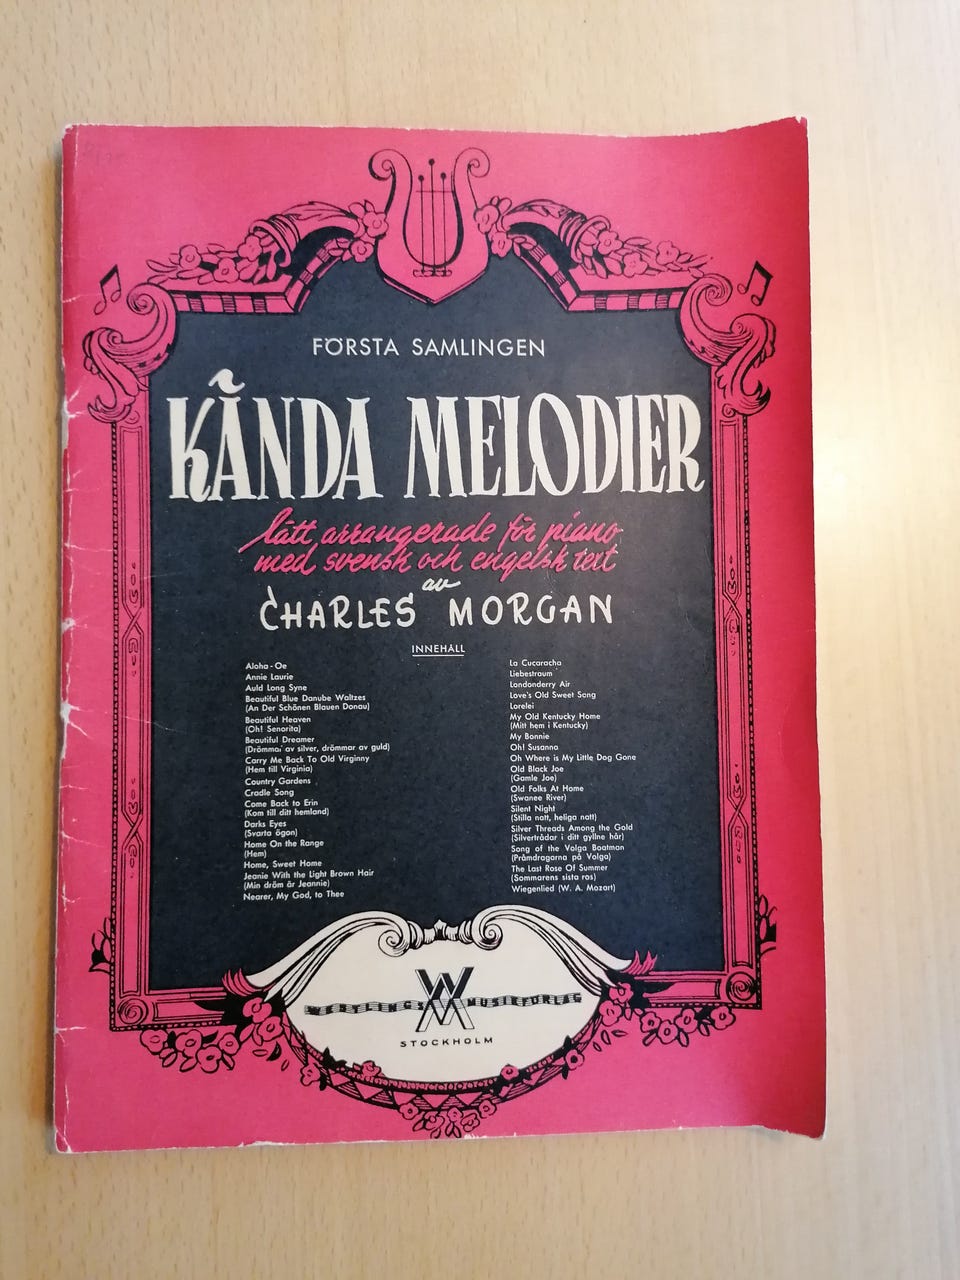 FÖRSTA SAMLINGEN
KÄNDA MELODIER
lätt arrangerade för piano
med svensk och engelsk text
av
CHARLES MORGAN
INNEHÅLL
Aloha - Oe
Annie Laurie
Auld Long Syne
Beautiful Blue Danube Waltzes
(An Der Schönen Blauen Donau)
Beautiful Heaven
(Oh! Senorita)
Beautiful Dreamer
(Drömmar av silver, drömmar av guld)
Carry Me Back To Old Virginny
(Hem till Virginia)
Country Gardens
Cradle Song
Come Back to Erin
(Kom till ditt hemland)
Darks Eyes
(Svarta ögon)
Home On the Range
(Hem)
Home, Sweet Home
Jeanie With the Light Brown Hair
(Min dröm är Jeannie)
Nearer, My God, to Thee
La Cucaracha
Liebestraum
Londonderry Air
Love's Old Sweet Song
Lorelei
My Old Kentucky Home
(Mitt hem i Kentucky)
My Bonnie
Oh! Susanna
Oh Where is My Little Dog Gone
Old Black Joe
(Gamle Joe)
Old Folks At Home
(Swanee River)
Silent Night
(Stilla natt, heliga natt)
Silver Threads Among the Gold
(Silvertrådar i ditt gyllne hår)
Song of the Volga Boatman
(Pråmdragarna på Volga)
The Last Rose Of Summer
(Sommarens sista ros)
Wiegenlied (W. A. Mozart)
WM
WESTLINGS MUSIKFÖRLAG
STOCKHOLM